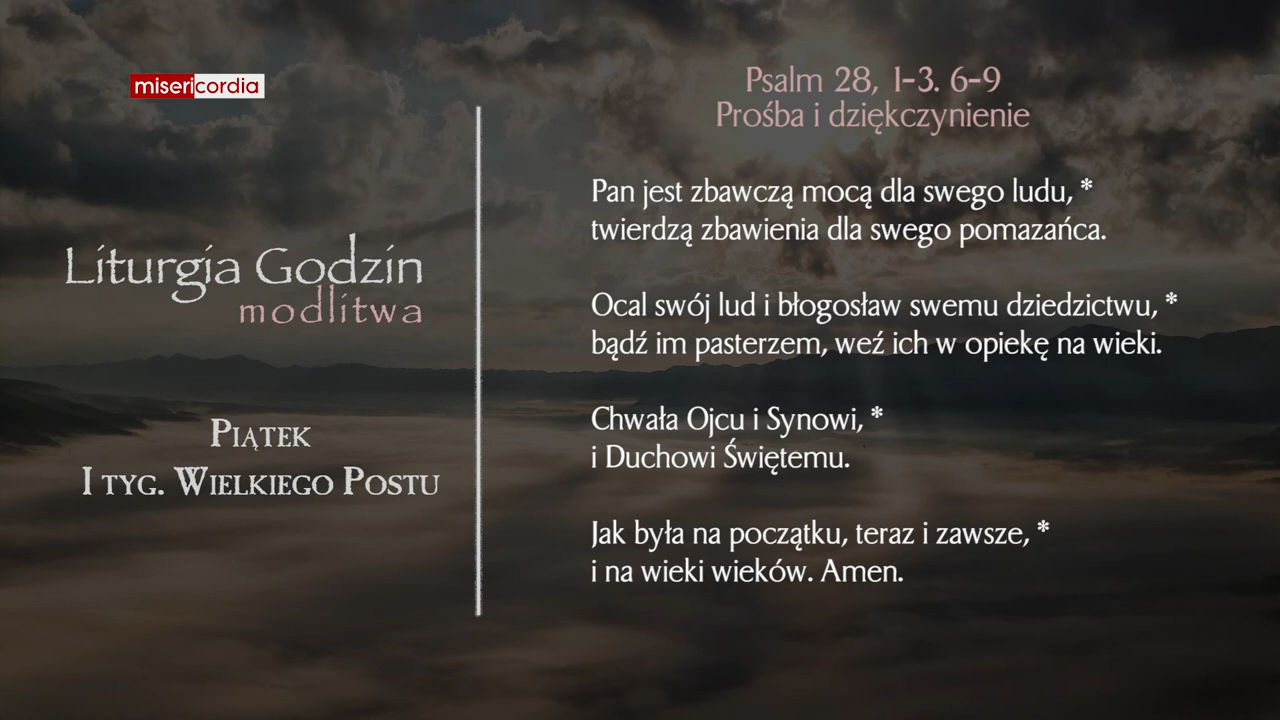 misericordia
Liturgia Godzin
modlitwa
Piątek
I tyg. Wielkiego Postu
Psalm 28, 1-3. 6-9
Prośba i dziękczynienie
Pan jest zbawczą mocą dla swego ludu, *
twierdzą zbawienia dla swego pomazańca.
Ocal swój lud i błogosław swemu dziedzictwu, *
bądź im pasterzem, weź ich w opiekę na wieki.
Chwała Ojcu i Synowi, *
i Duchowi Świętemu.
Jak była na początku, teraz i zawsze, *
i na wieki wieków. Amen.